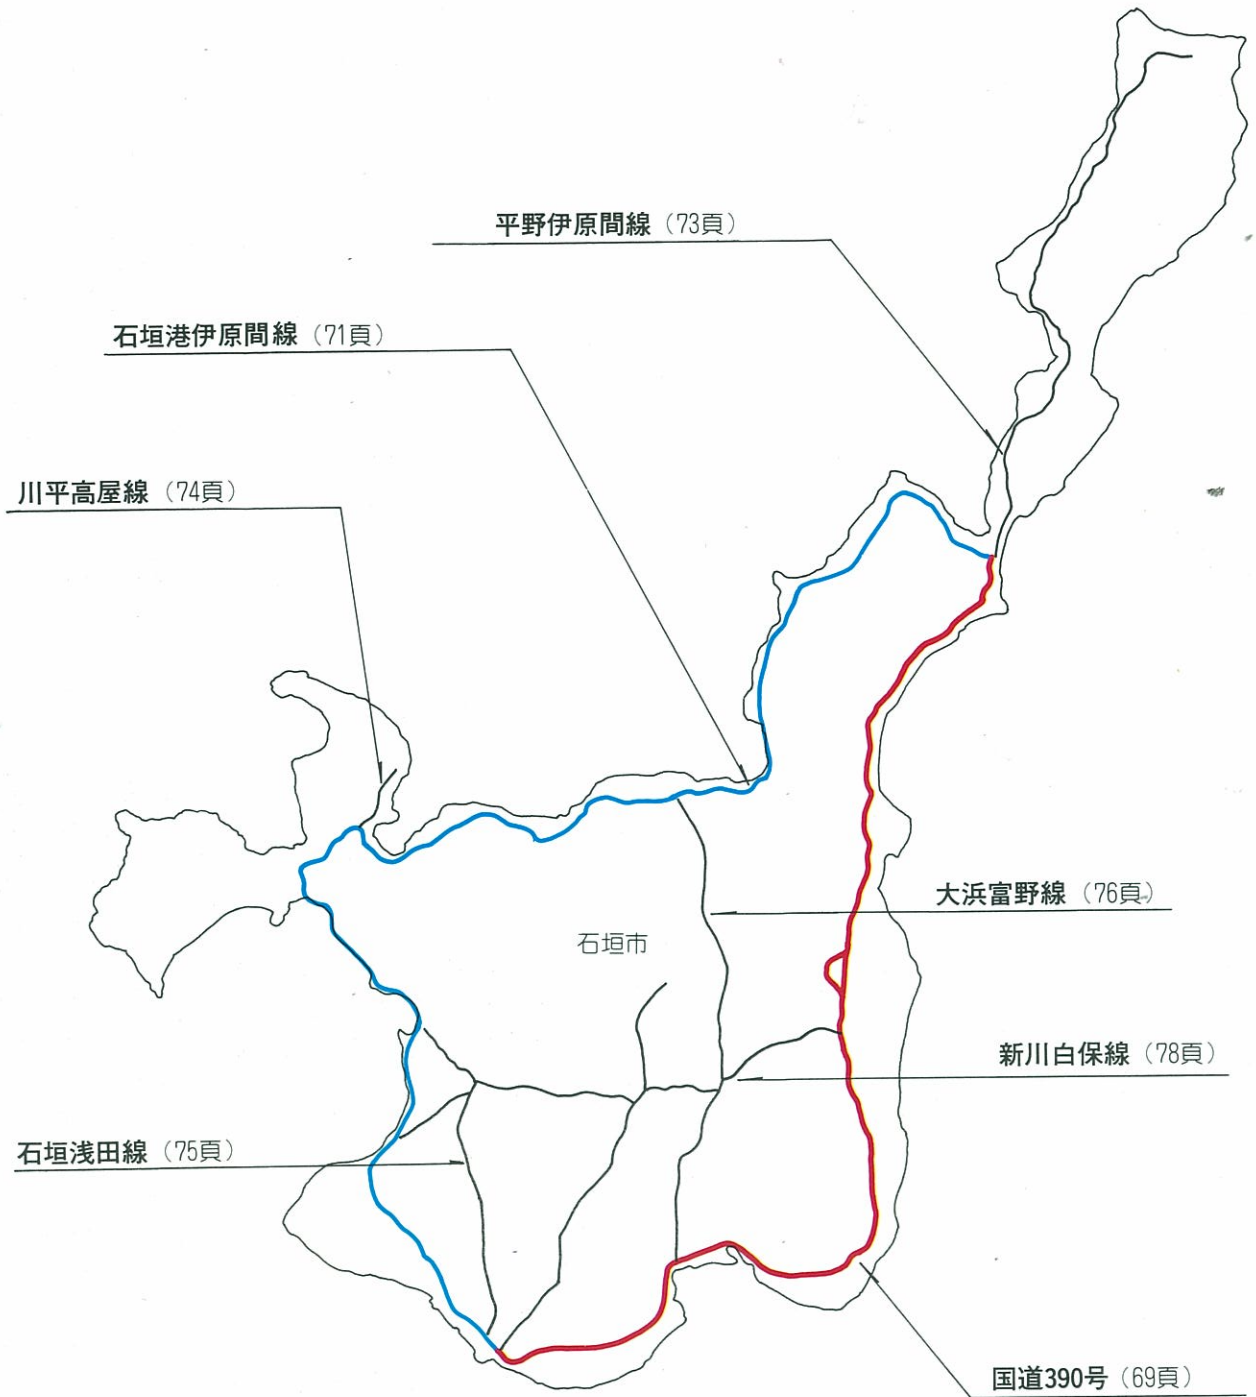 平野伊原間線（73頁）
石垣港伊原間線（71頁）
川平高屋線（74頁）
大浜富野線（76頁）
石垣市
新川白保線（78頁）
石垣浅田線（75頁）
国道390号（69頁）